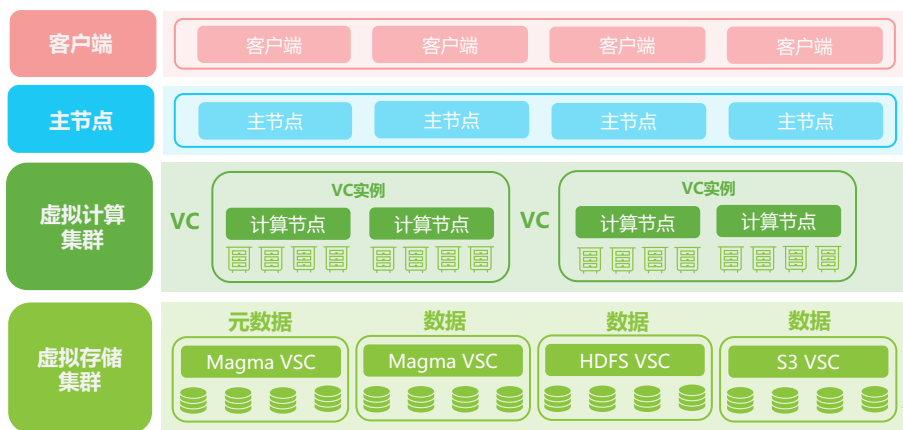 客户端
客户端 客户端 客户端 客户端
主节点
主节点 主节点 主节点 主节点
虚拟计算
集群
VC
VC实例
计算节点 计算节点
VC
VC实例
计算节点 计算节点
虚拟存储
集群
元数据
Magma VSC
数据
Magma VSC
数据
HDFS VSC
数据
S3 VSC